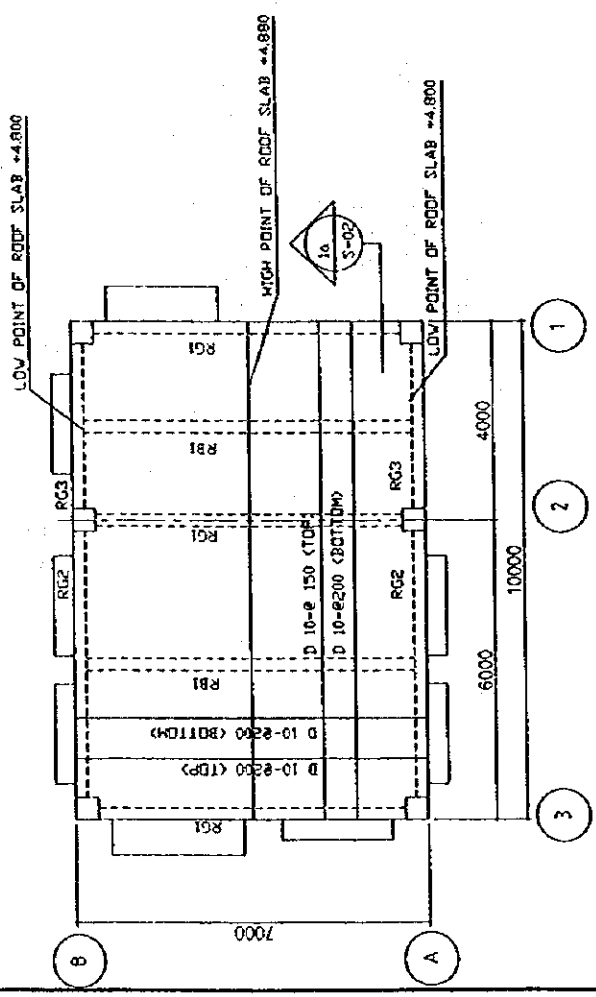 LOW POINT OF ROOF SLAB +4.800
HIGH POINT OF ROOF SLAB +4.880
LOW POINT OF ROOF SLAB +4.800
1a
S-02
RG1
RB1
RG3
RG1
RG3
RG2
RG2
RB1
RG1
D 10-@ 150 (TOP)
D 10-@200 (BOTTOM)
D 10-@200 (BOTTOM)
D 10-@200 (TOP)
4000
6000
10000
7000
1
2
3
A
B